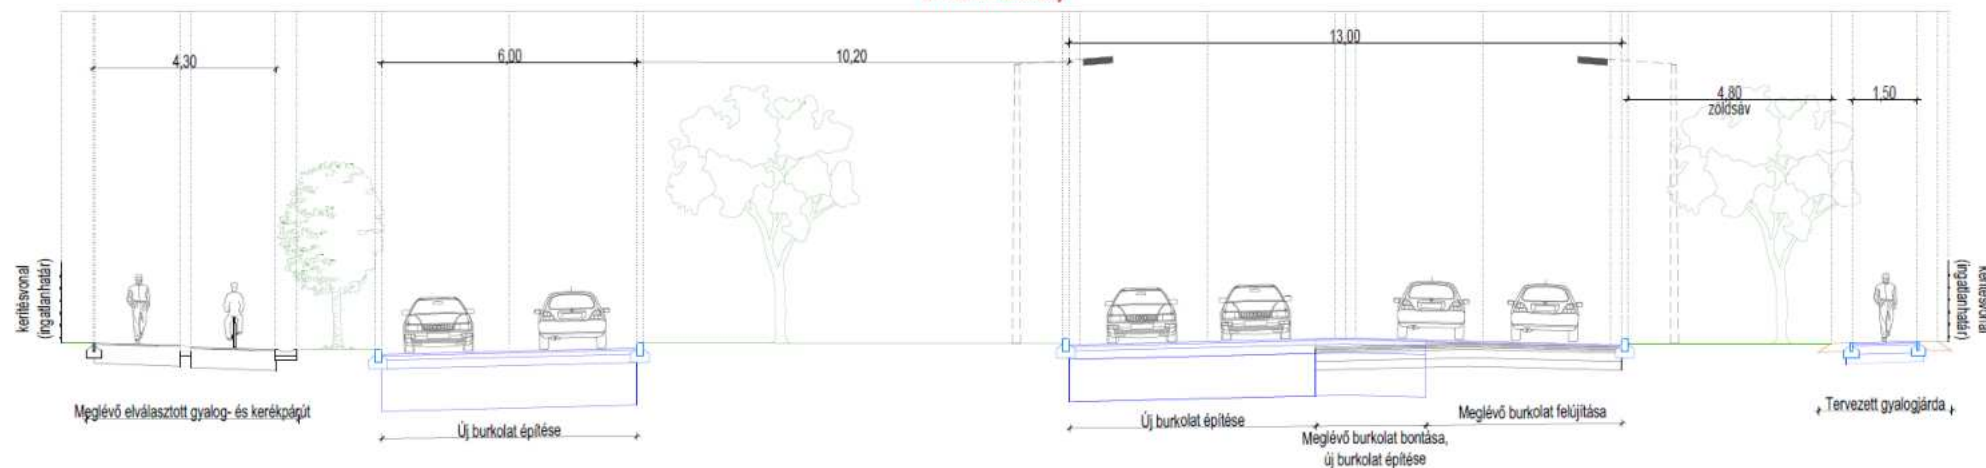 4,30
6,00
10,20
13,00
4,80
zöldsáv
1,50
kerítésvonal
(ingatlanhatár)
kerítésvonal
(ingatlanhatár)
Meglévő elválasztott gyalog- és kerékpárút
Új burkolat építése
Új burkolat építése
Meglévő burkolat bontása,
új burkolat építése
Meglévő burkolat felújítása
Tervezett gyalogjárda